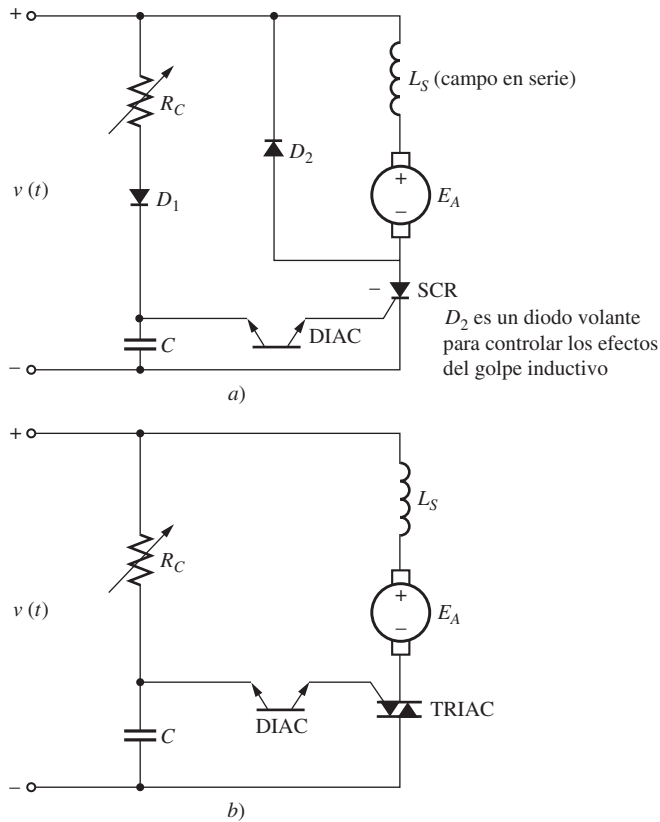 +
L_S (campo en serie)
R_C
D_2
v (t)
D_1
+
E_A
−
− SCR
DIAC
C
D_2 es un diodo volante
para controlar los efectos
del golpe inductivo
−
a)
+
L_S
R_C
v (t)
+
E_A
−
DIAC
TRIAC
C
−
b)